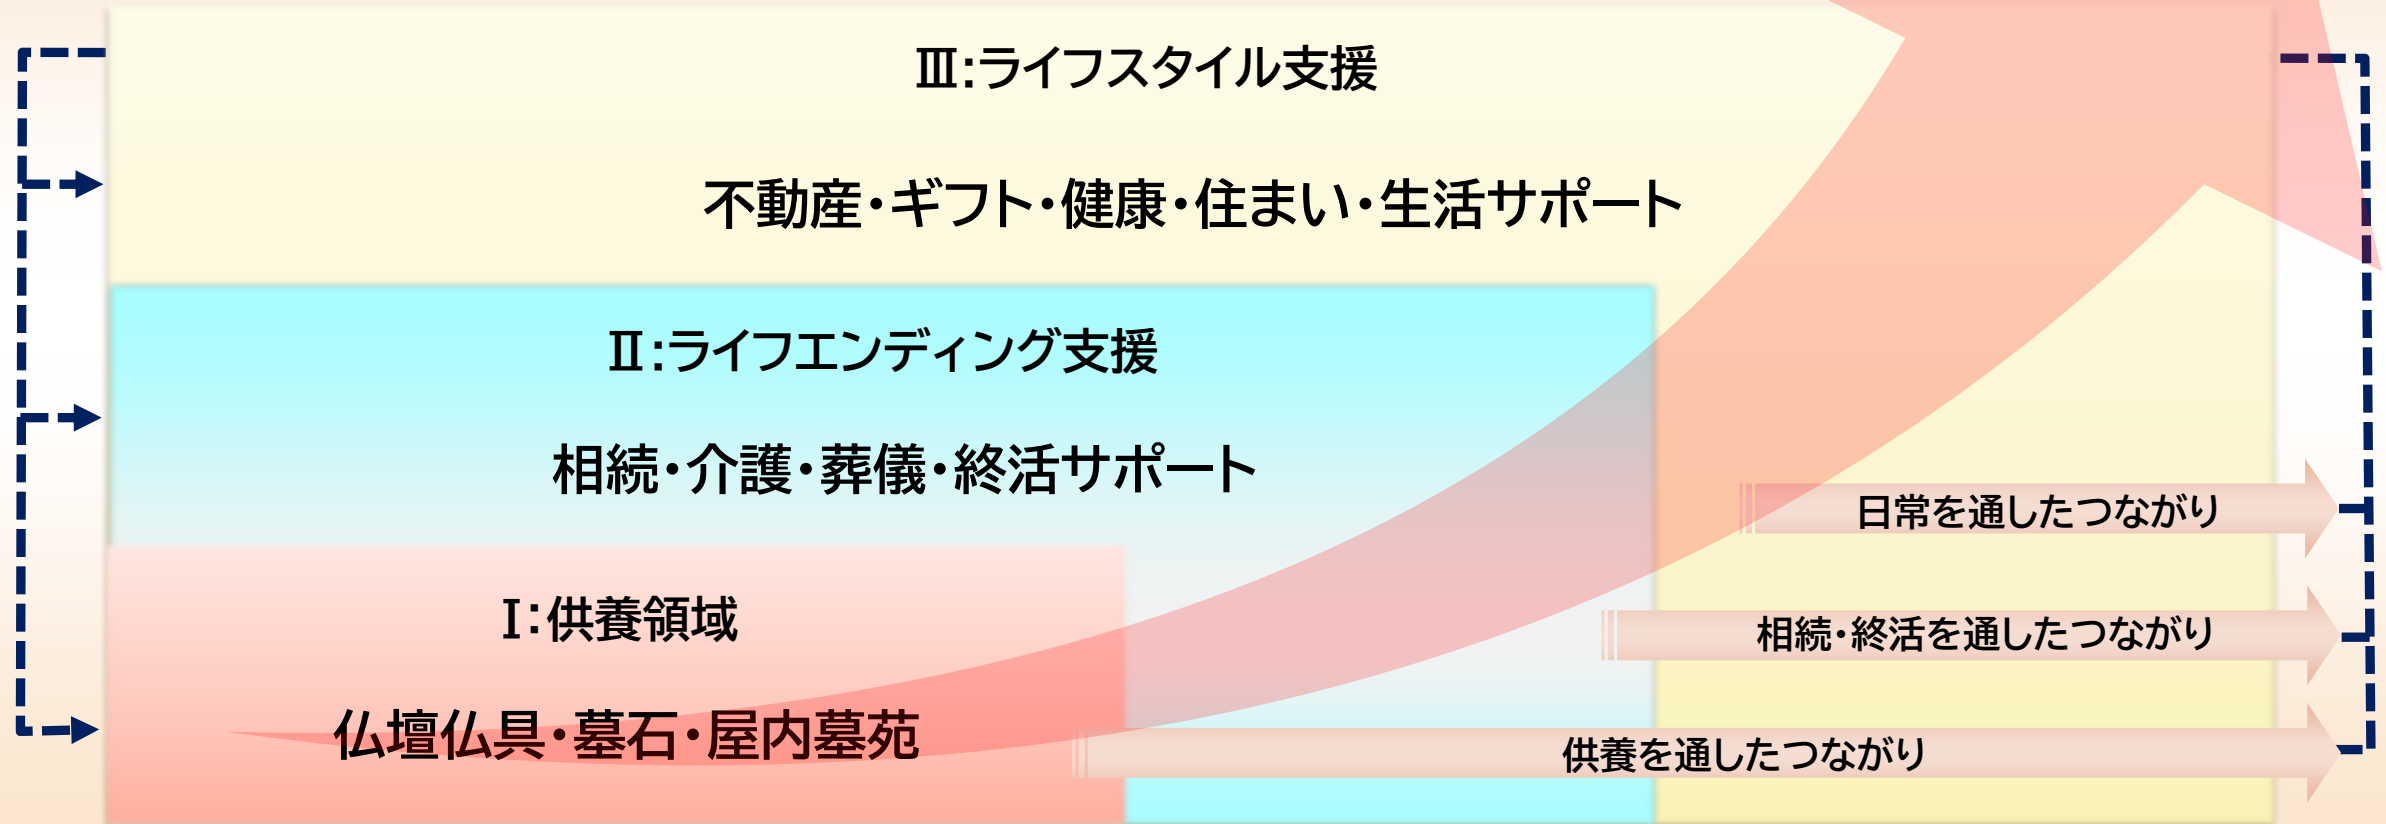 Ⅲ:ライフスタイル支援
不動産・ギフト・健康・住まい・生活サポート
Ⅱ:ライフエンディング支援
相続・介護・葬儀・終活サポート
日常を通したつながり
Ⅰ:供養領域
相続・終活を通したつながり
仏壇仏具・墓石・屋内墓苑
供養を通したつながり